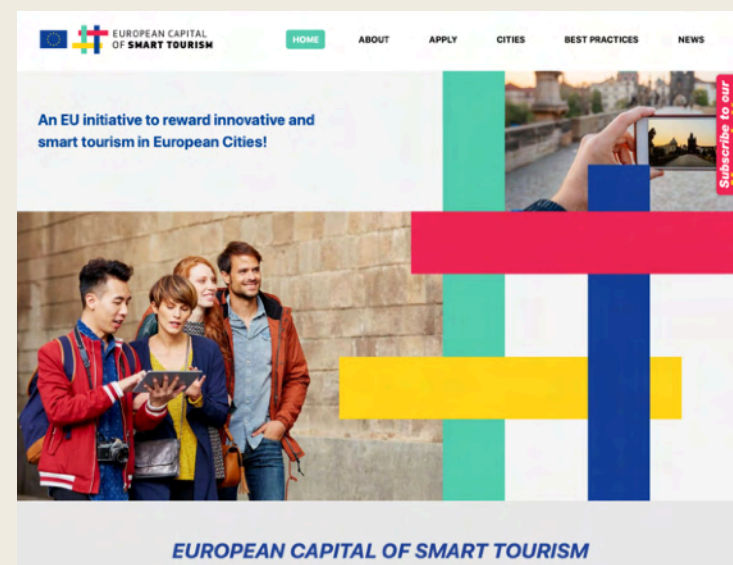 EUROPEAN CAPITAL
OF SMART TOURISM
HOME ABOUT APPLY CITIES BEST PRACTICES NEWS
An EU initiative to reward innovative and
smart tourism in European Cities!
Subscribe to our
EUROPEAN CAPITAL OF SMART TOURISM